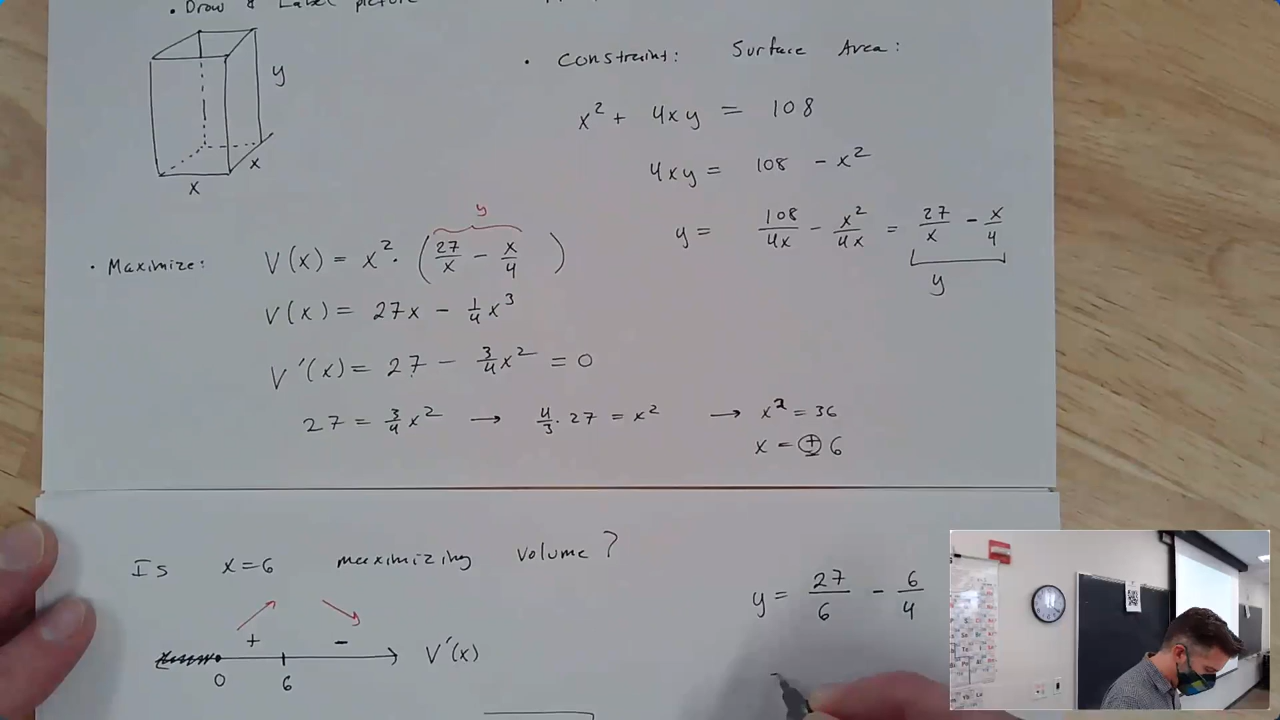 • Draw & Label picture
y
x
x
• Constraint: Surface Area:
x² + 4xy = 108
4xy = 108 - x²
y = 108/4x - x²/4x = 27/x - x/4
y
y
• Maximize: V(x) = x² · (27/x - x/4)
V(x) = 27x - 1/4 x³
V'(x) = 27 - 3/4 x² = 0
27 = 3/4 x² → 4/3 · 27 = x² → x² = 36
x = ± 6
Is x=6 maximizing volume?
+ -
0 6 V'(x)
y = 27/6 - 6/4